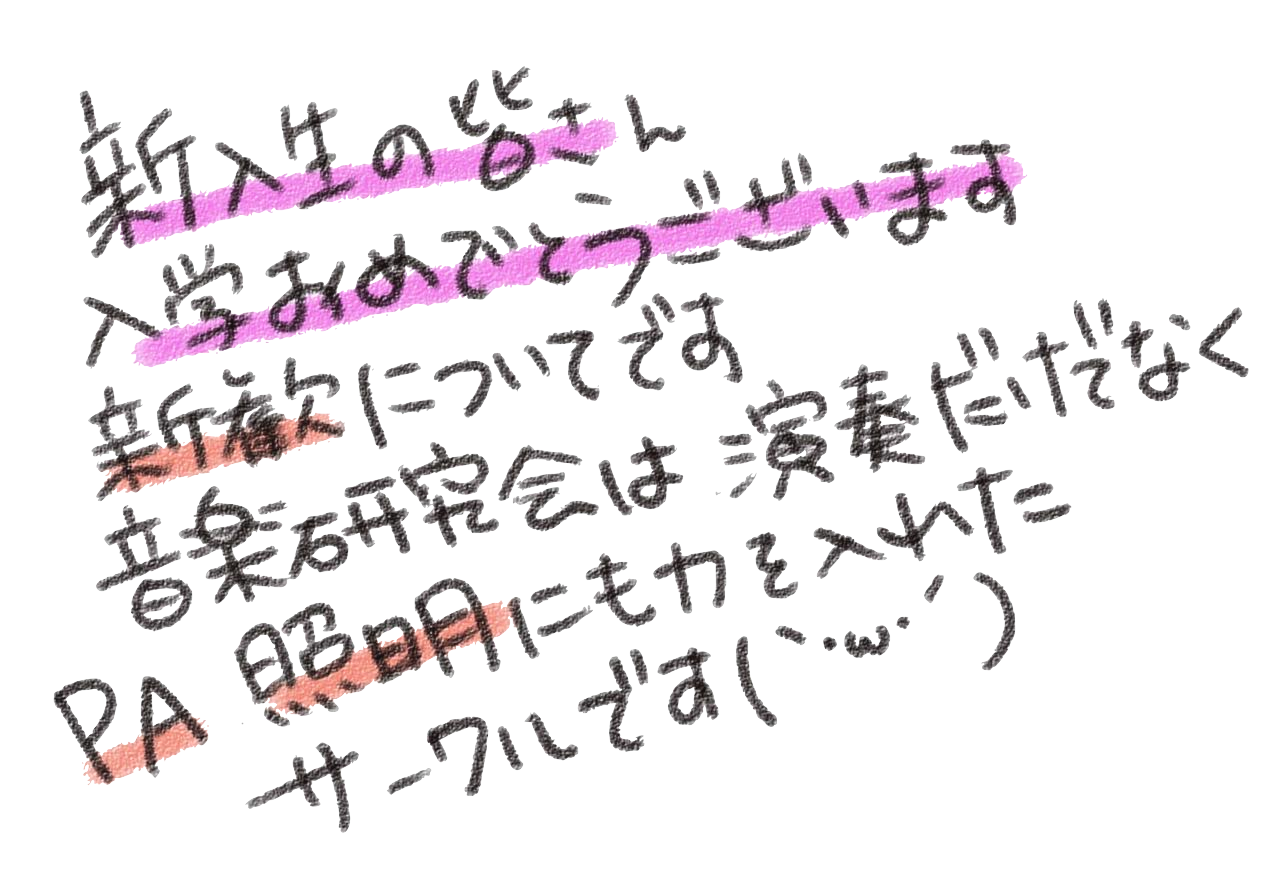 新入生の皆さん
入学おめでとうございます
新歓についてです
音楽研究会は演奏だけでなく
PA 照明にも力を入れた
サークルです(｀･ω･´)